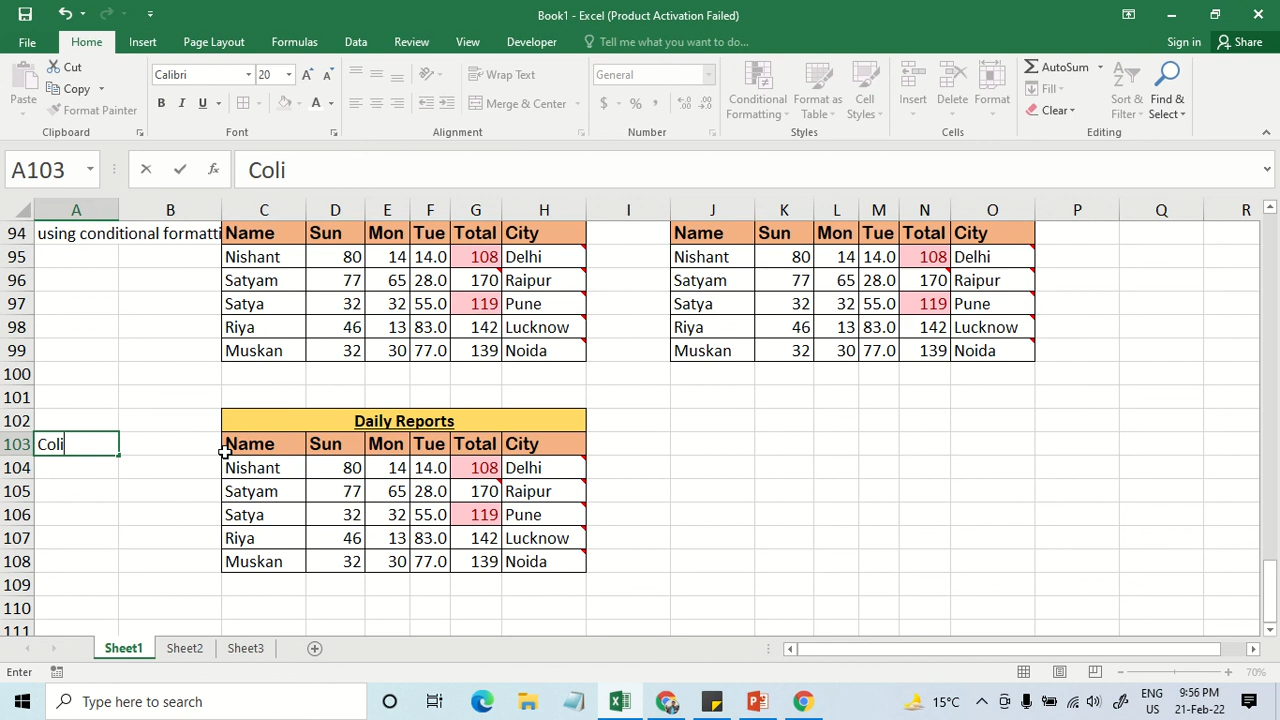 Book1 - Excel (Product Activation Failed)
File Home Insert Page Layout Formulas Data Review View Developer Tell me what you want to do... Sign in Share
Cut Calibri 20 Wrap Text General AutoSum
Copy Fill
Format Painter Merge & Center Clear
Paste Conditional Formatting Format as Table Cell Styles Insert Delete Format Sort & Filter Find & Select
Clipboard Font Alignment Number Styles Cells Editing
A103 Coli
A B C D E F G H I J K L M N O P Q R
94 using conditional formatti Name Sun Mon Tue Total City Name Sun Mon Tue Total City
95 Nishant 80 14 14.0 108 Delhi Nishant 80 14 14.0 108 Delhi
96 Satyam 77 65 28.0 170 Raipur Satyam 77 65 28.0 170 Raipur
97 Satya 32 32 55.0 119 Pune Satya 32 32 55.0 119 Pune
98 Riya 46 13 83.0 142 Lucknow Riya 46 13 83.0 142 Lucknow
99 Muskan 32 30 77.0 139 Noida Muskan 32 30 77.0 139 Noida
100
101
102 Daily Reports
103 Coli Name Sun Mon Tue Total City
104 Nishant 80 14 14.0 108 Delhi
105 Satyam 77 65 28.0 170 Raipur
106 Satya 32 32 55.0 119 Pune
107 Riya 46 13 83.0 142 Lucknow
108 Muskan 32 30 77.0 139 Noida
109
110
111
Sheet1 Sheet2 Sheet3
Enter 70%
Type here to search 15°C ENG US 9:56 PM 21-Feb-22